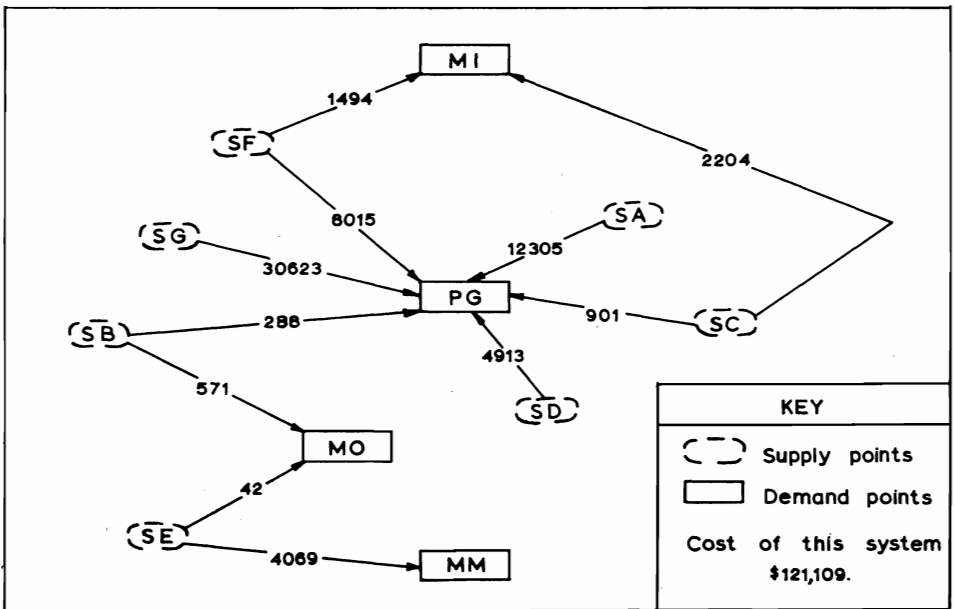 MI
1494
SF
2204
8015
SA
SG
12305
30623
PG
901
SC
SB
288
4913
571
SD
MO
42
SE
4069
MM
KEY
Supply points
Demand points
Cost of this system
$121,109.